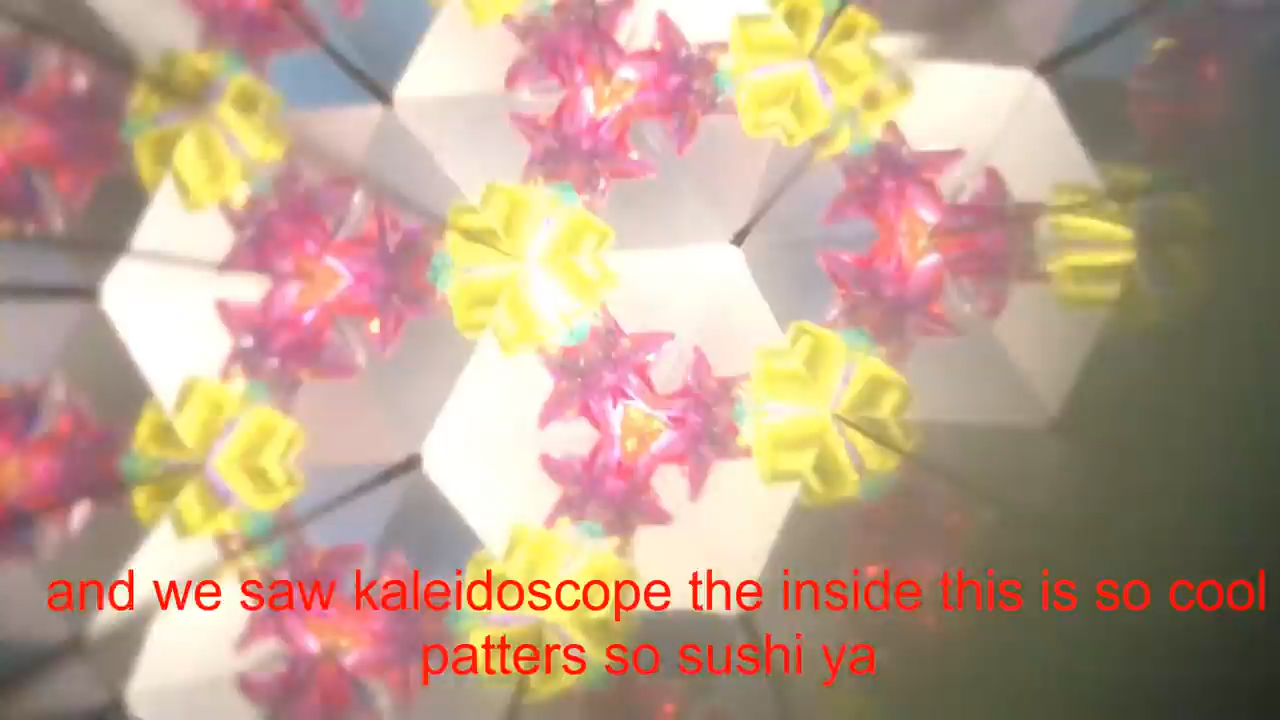 and we saw kaleidoscope the inside this is so cool
patters so sushi ya